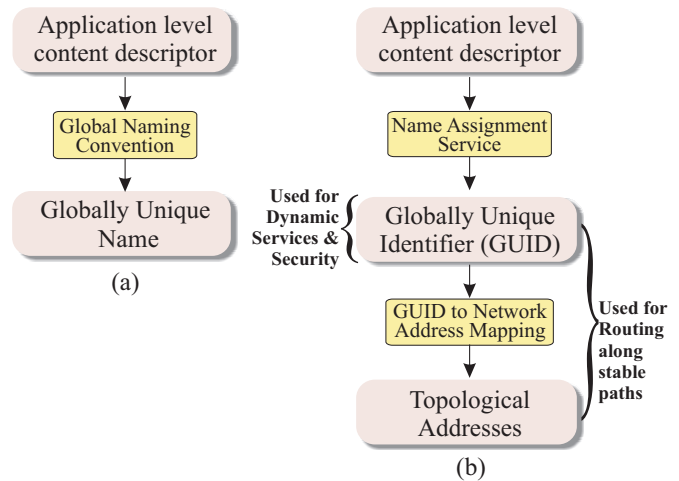 Application level
content descriptor
Global Naming
Convention
Globally Unique
Name
(a)
Application level
content descriptor
Name Assignment
Service
Used for
Dynamic
Services &
Security
Globally Unique
Identifier (GUID)
GUID to Network
Address Mapping
Used for
Routing
along
stable
paths
Topological
Addresses
(b)